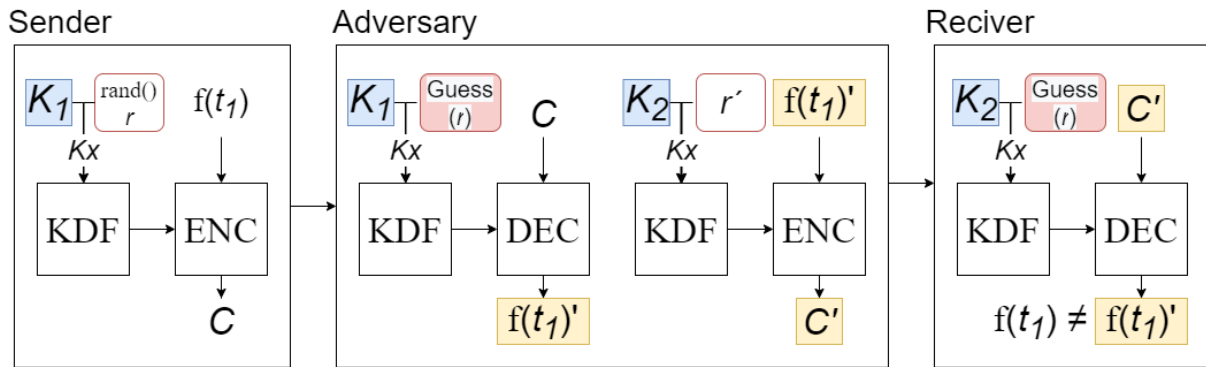 Sender
K1
rand()
r
f(t1)
Kx
KDF
ENC
C
Adversary
K1
Guess
(r)
C
Kx
KDF
DEC
f(t1)'
K2
r´
f(t1)'
Kx
KDF
ENC
C'
Reciver
K2
Guess
(r)
C'
Kx
KDF
DEC
f(t1) ≠ f(t1)'